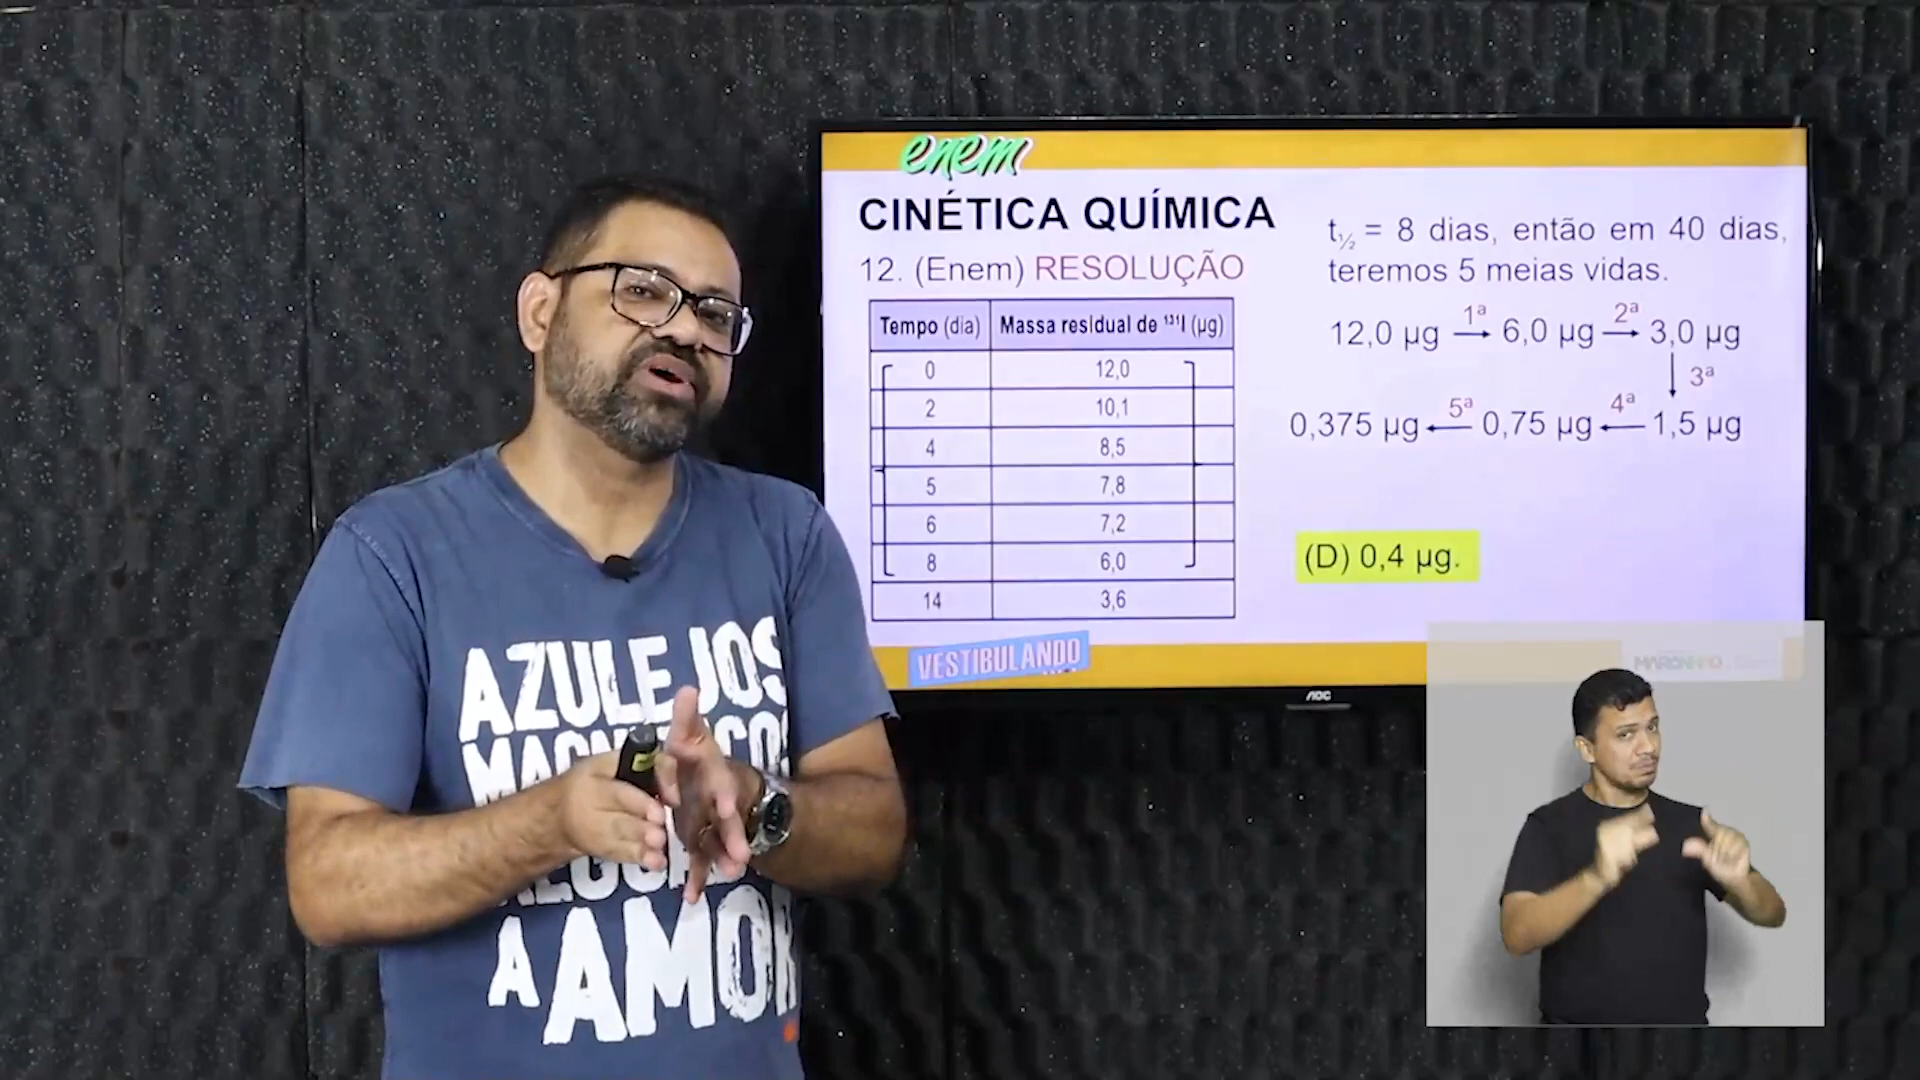 enem
CINÉTICA QUÍMICA
12. (Enem) RESOLUÇÃO
Tempo (dia) Massa residual de ¹³¹I (µg)
0 12,0
2 10,1
4 8,5
5 7,8
6 7,2
8 6,0
14 3,6
t½ = 8 dias, então em 40 dias,
teremos 5 meias vidas.
12,0 µg 1ª → 6,0 µg 2ª → 3,0 µg
↓ 3ª
0,375 µg 5ª ← 0,75 µg 4ª ← 1,5 µg
(D) 0,4 µg.
VESTIBULANDO
MARANHÃO
AOC
AZULEJOS
A AMOR